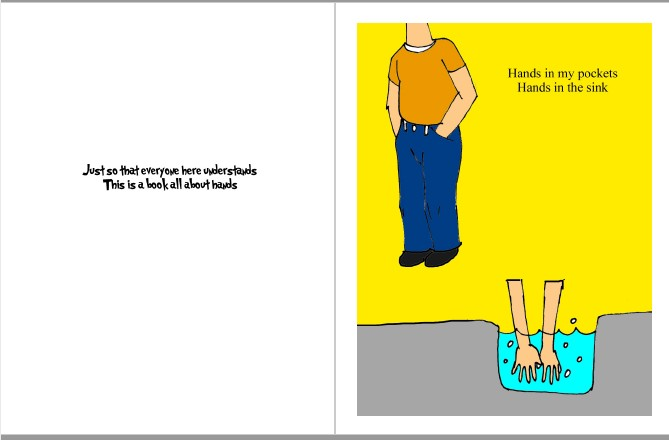 Just so that everyone here understands
This is a book all about hands
Hands in my pockets
Hands in the sink